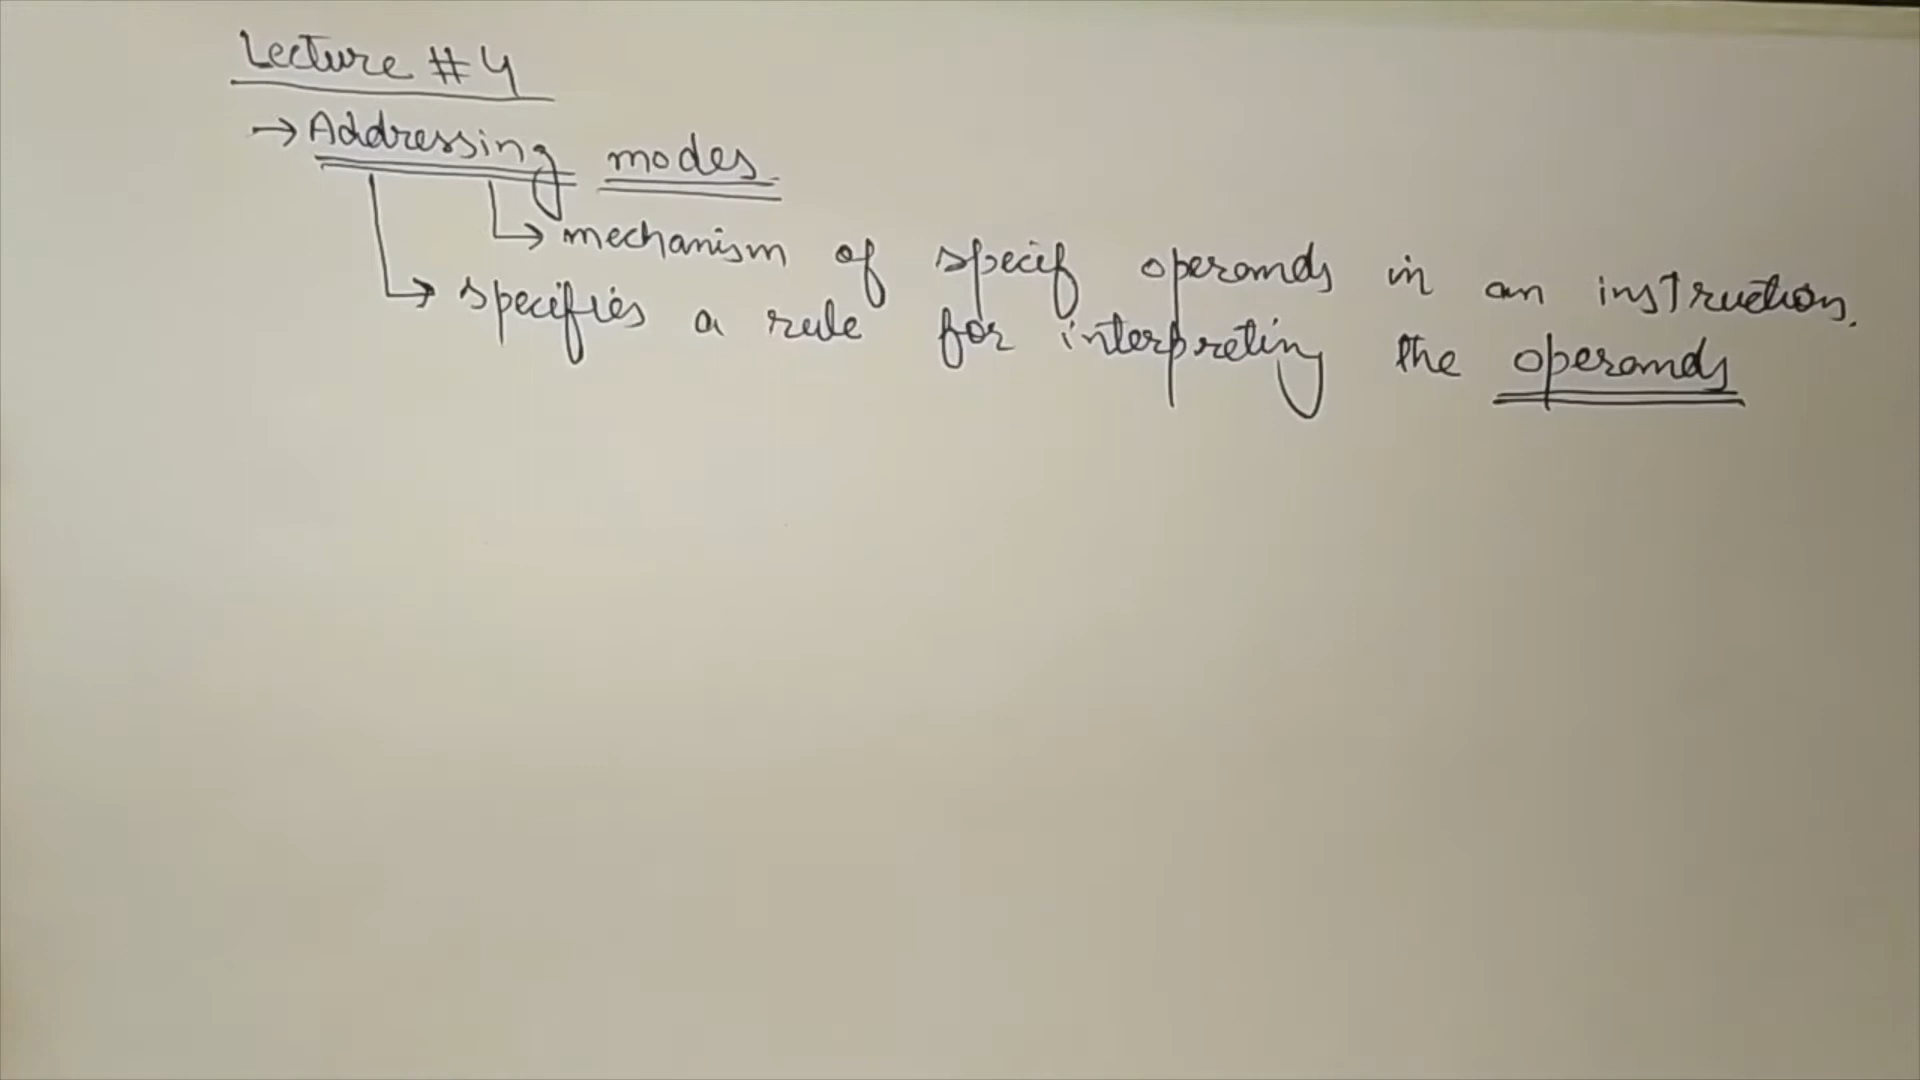 Lecture #4
→ Addressing modes.
↳ mechanism of specif operands in an instruction.
↳ specifies a rule for interpreting the operands